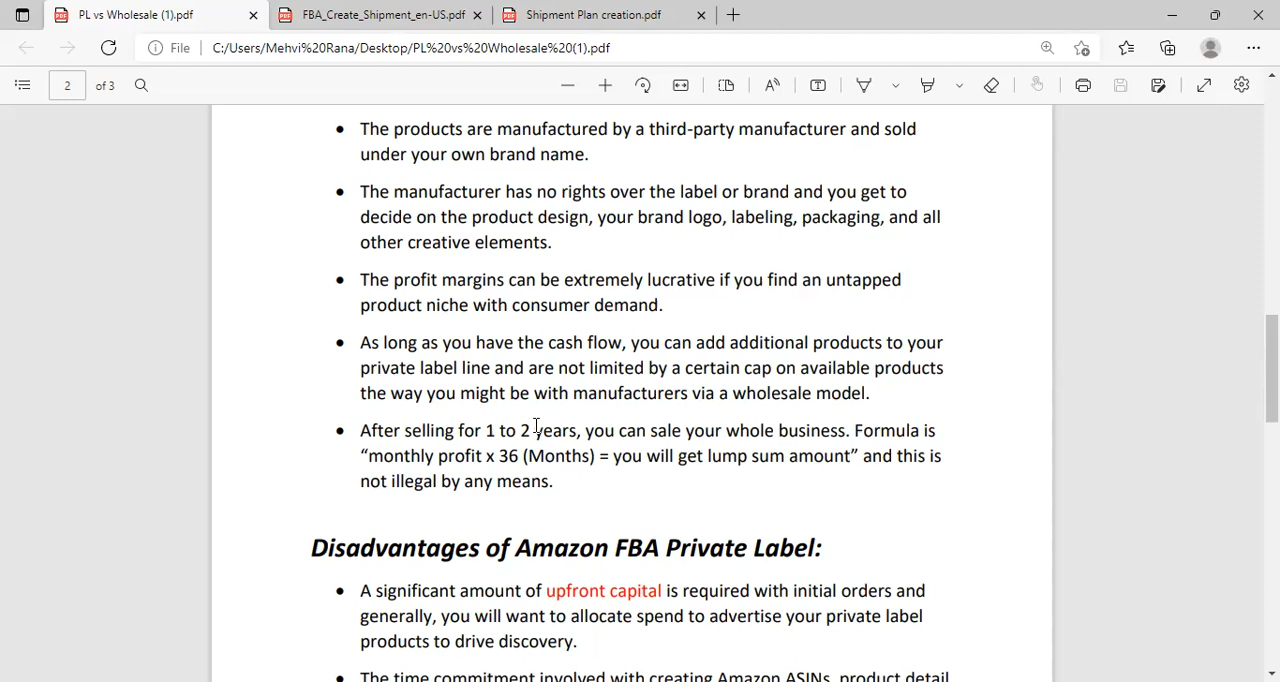 PL vs Wholesale (1).pdf
FBA_Create_Shipment_en-US.pdf
Shipment Plan creation.pdf
File
C:/Users/Mehvi%20Rana/Desktop/PL%20vs%20Wholesale%20(1).pdf
2 of 3
• The products are manufactured by a third-party manufacturer and sold
under your own brand name.
• The manufacturer has no rights over the label or brand and you get to
decide on the product design, your brand logo, labeling, packaging, and all
other creative elements.
• The profit margins can be extremely lucrative if you find an untapped
product niche with consumer demand.
• As long as you have the cash flow, you can add additional products to your
private label line and are not limited by a certain cap on available products
the way you might be with manufacturers via a wholesale model.
• After selling for 1 to 2 years, you can sale your whole business. Formula is
“monthly profit x 36 (Months) = you will get lump sum amount” and this is
not illegal by any means.
Disadvantages of Amazon FBA Private Label:
• A significant amount of upfront capital is required with initial orders and
generally, you will want to allocate spend to advertise your private label
products to drive discovery.
• The time commitment involved with creating Amazon ASINs, product detail